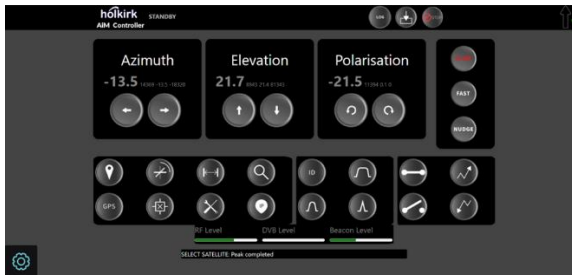 holkirk STANDBY
AiM Controller
Azimuth
-13.5
Elevation
21.7
Polarisation
-21.5
FAST
NUDGE
GPS
ID
RF Level
DVB Level
Beacon Level
SELECT SATELLITE: Peak completed